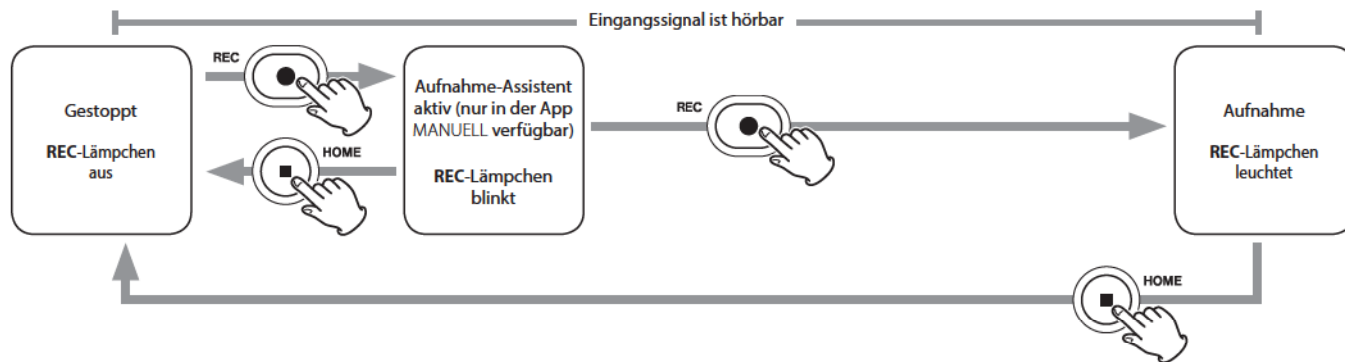 Eingangssignal ist hörbar
Gestoppt
REC-Lämpchen
aus
REC
HOME
Aufnahme-Assistent
aktiv (nur in der App
MANUELL verfügbar)
REC-Lämpchen
blinkt
REC
Aufnahme
REC-Lämpchen
leuchtet
HOME